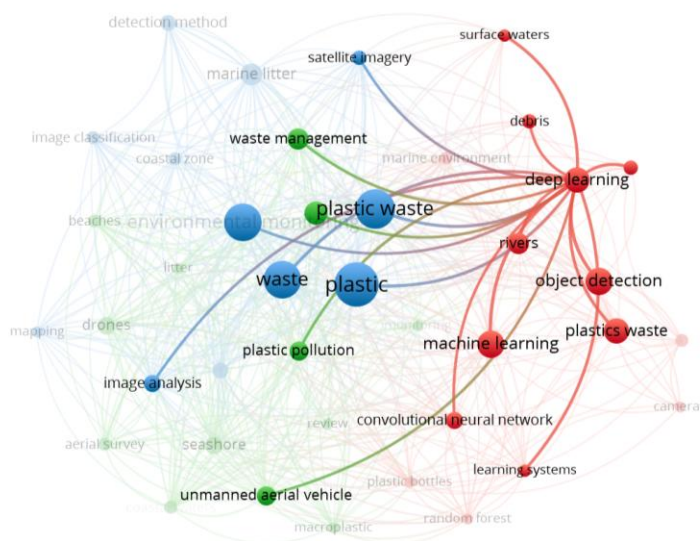 detection method
surface waters
satellite imagery
marine litter
debris
image classification
waste management
coastal zone
marine environment
deep learning
plastic waste
beaches
environmental
rivers
litter
waste
plastic
object detection
mapping
drones
plastics waste
machine learning
plastic pollution
image analysis
camera
review
convolutional neural network
aerial survey
seashore
learning systems
plastic bottles
unmanned aerial vehicle
random forest
macroplastic